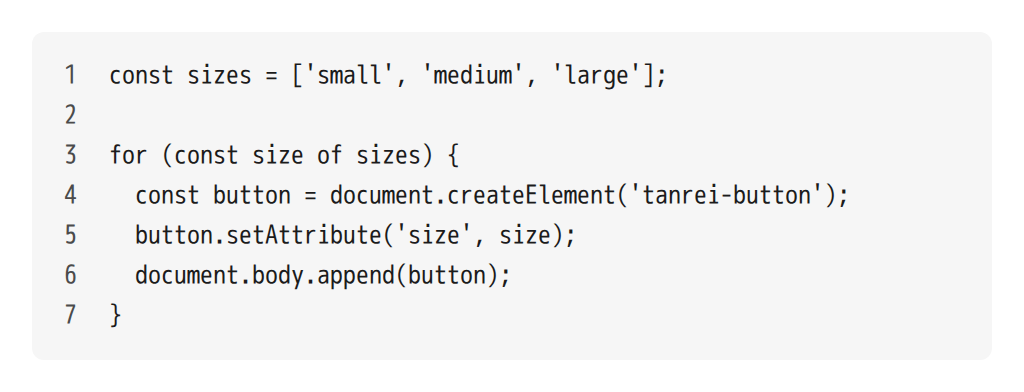 1 const sizes = ['small', 'medium', 'large'];
2
3 for (const size of sizes) {
4   const button = document.createElement('tanrei-button');
5   button.setAttribute('size', size);
6   document.body.append(button);
7 }